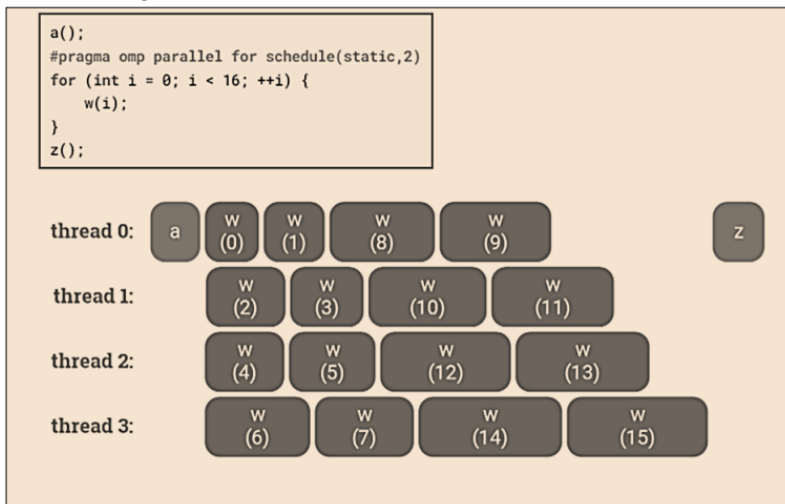 a();
#pragma omp parallel for schedule(static,2)
for (int i = 0; i < 16; ++i) {
    w(i);
}
z();
thread 0: a w (0) w (1) w (8) w (9) z
thread 1: w (2) w (3) w (10) w (11)
thread 2: w (4) w (5) w (12) w (13)
thread 3: w (6) w (7) w (14) w (15)